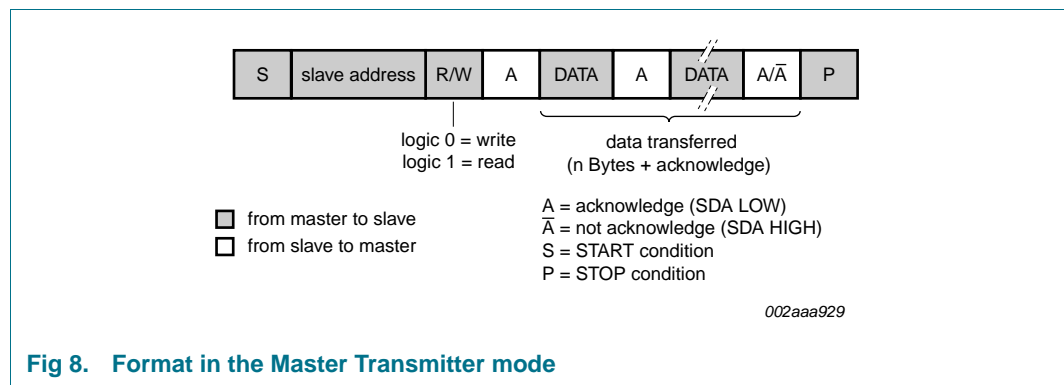 S slave address R/W A DATA A DATA A/A̅ P
logic 0 = write
logic 1 = read
data transferred
(n Bytes + acknowledge)
from master to slave
from slave to master
A = acknowledge (SDA LOW)
A̅ = not acknowledge (SDA HIGH)
S = START condition
P = STOP condition
002aaa929
Fig 8. Format in the Master Transmitter mode